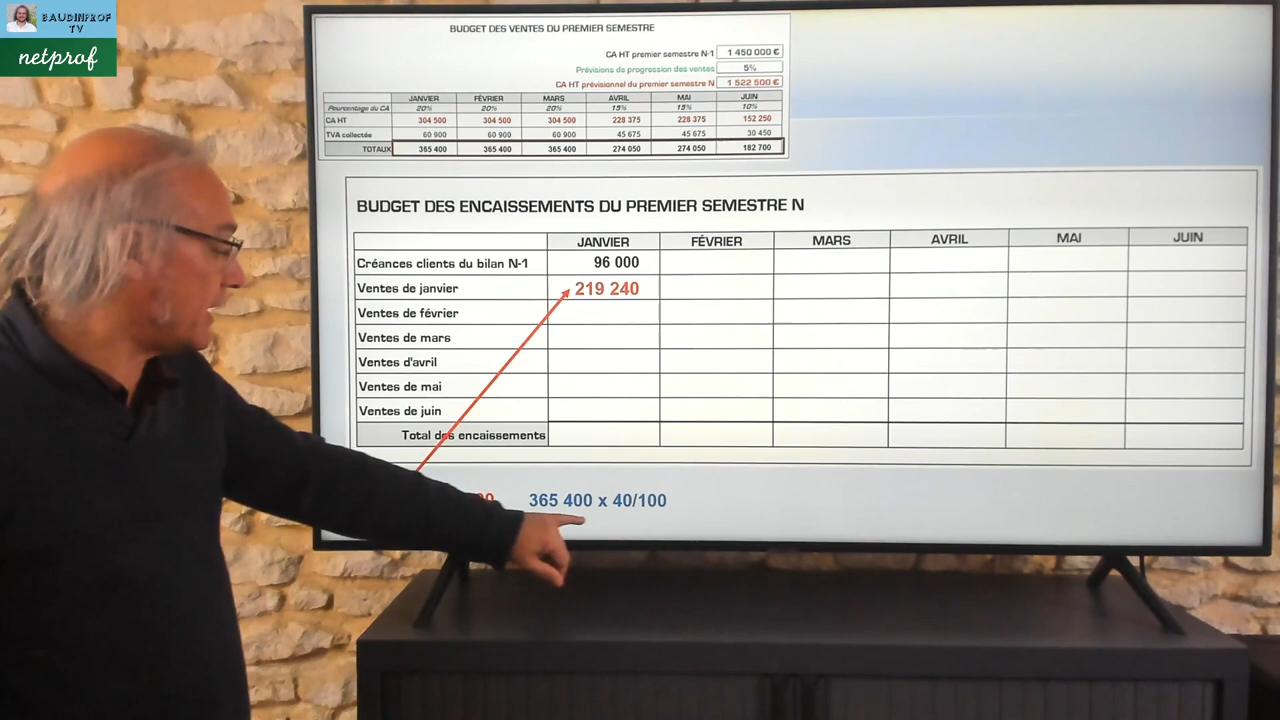 BAUDINPROF
TV
netprof
BUDGET DES VENTES DU PREMIER SEMESTRE
CA HT premier semestre N-1 1 450 000 €
Prévisions de progression des ventes 5%
CA HT prévisionnel du premier semestre N 1 522 500 €
JANVIER FÉVRIER MARS AVRIL MAI JUIN
Pourcentage du CA 20% 20% 20% 15% 15% 10%
CA HT 304 500 304 500 304 500 228 375 228 375 152 250
TVA collectée 60 900 60 900 60 900 45 675 45 675 30 450
TOTAUX 365 400 365 400 365 400 274 050 274 050 182 700
BUDGET DES ENCAISSEMENTS DU PREMIER SEMESTRE N
JANVIER FÉVRIER MARS AVRIL MAI JUIN
Créances clients du bilan N-1 96 000
Ventes de janvier 219 240
Ventes de février
Ventes de mars
Ventes d'avril
Ventes de mai
Ventes de juin
Total des encaissements
365 400 x 40/100